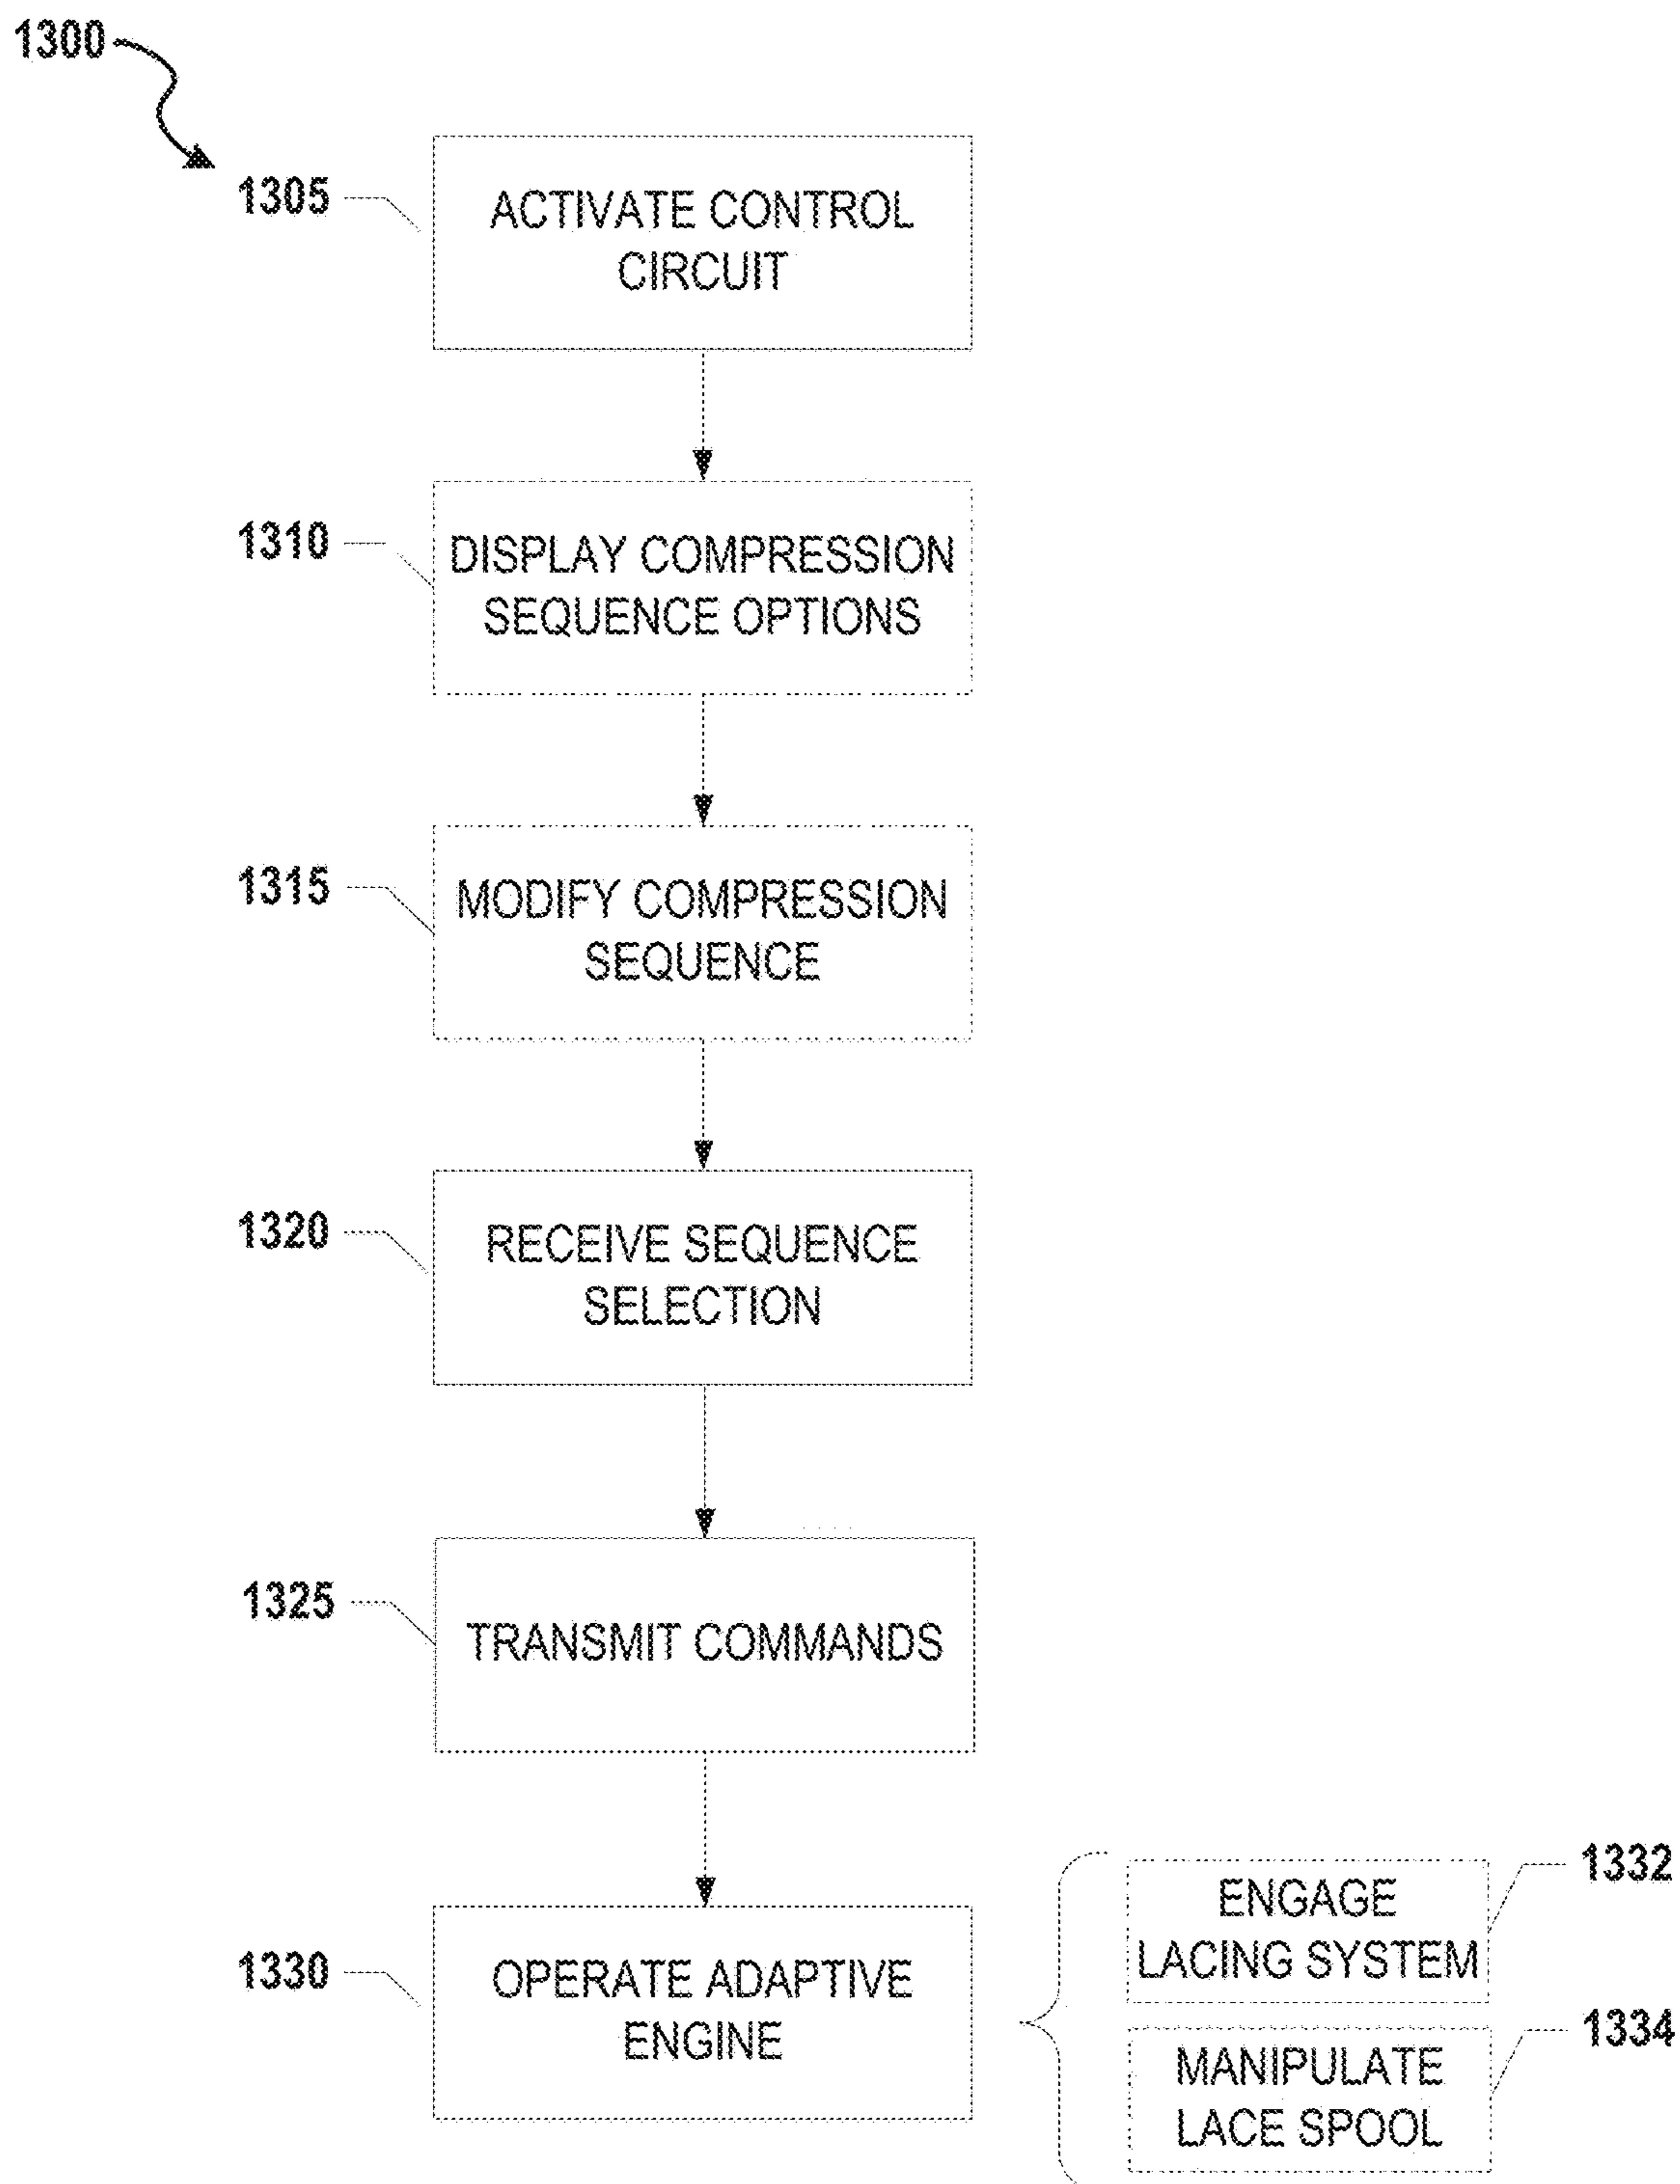 1300
1305
ACTIVATE CONTROL
CIRCUIT
1310
DISPLAY COMPRESSION
SEQUENCE OPTIONS
1315
MODIFY COMPRESSION
SEQUENCE
1320
RECEIVE SEQUENCE
SELECTION
1325
TRANSMIT COMMANDS
1330
OPERATE ADAPTIVE
ENGINE
1332
ENGAGE
LACING SYSTEM
1334
MANIPULATE
LACE SPOOL